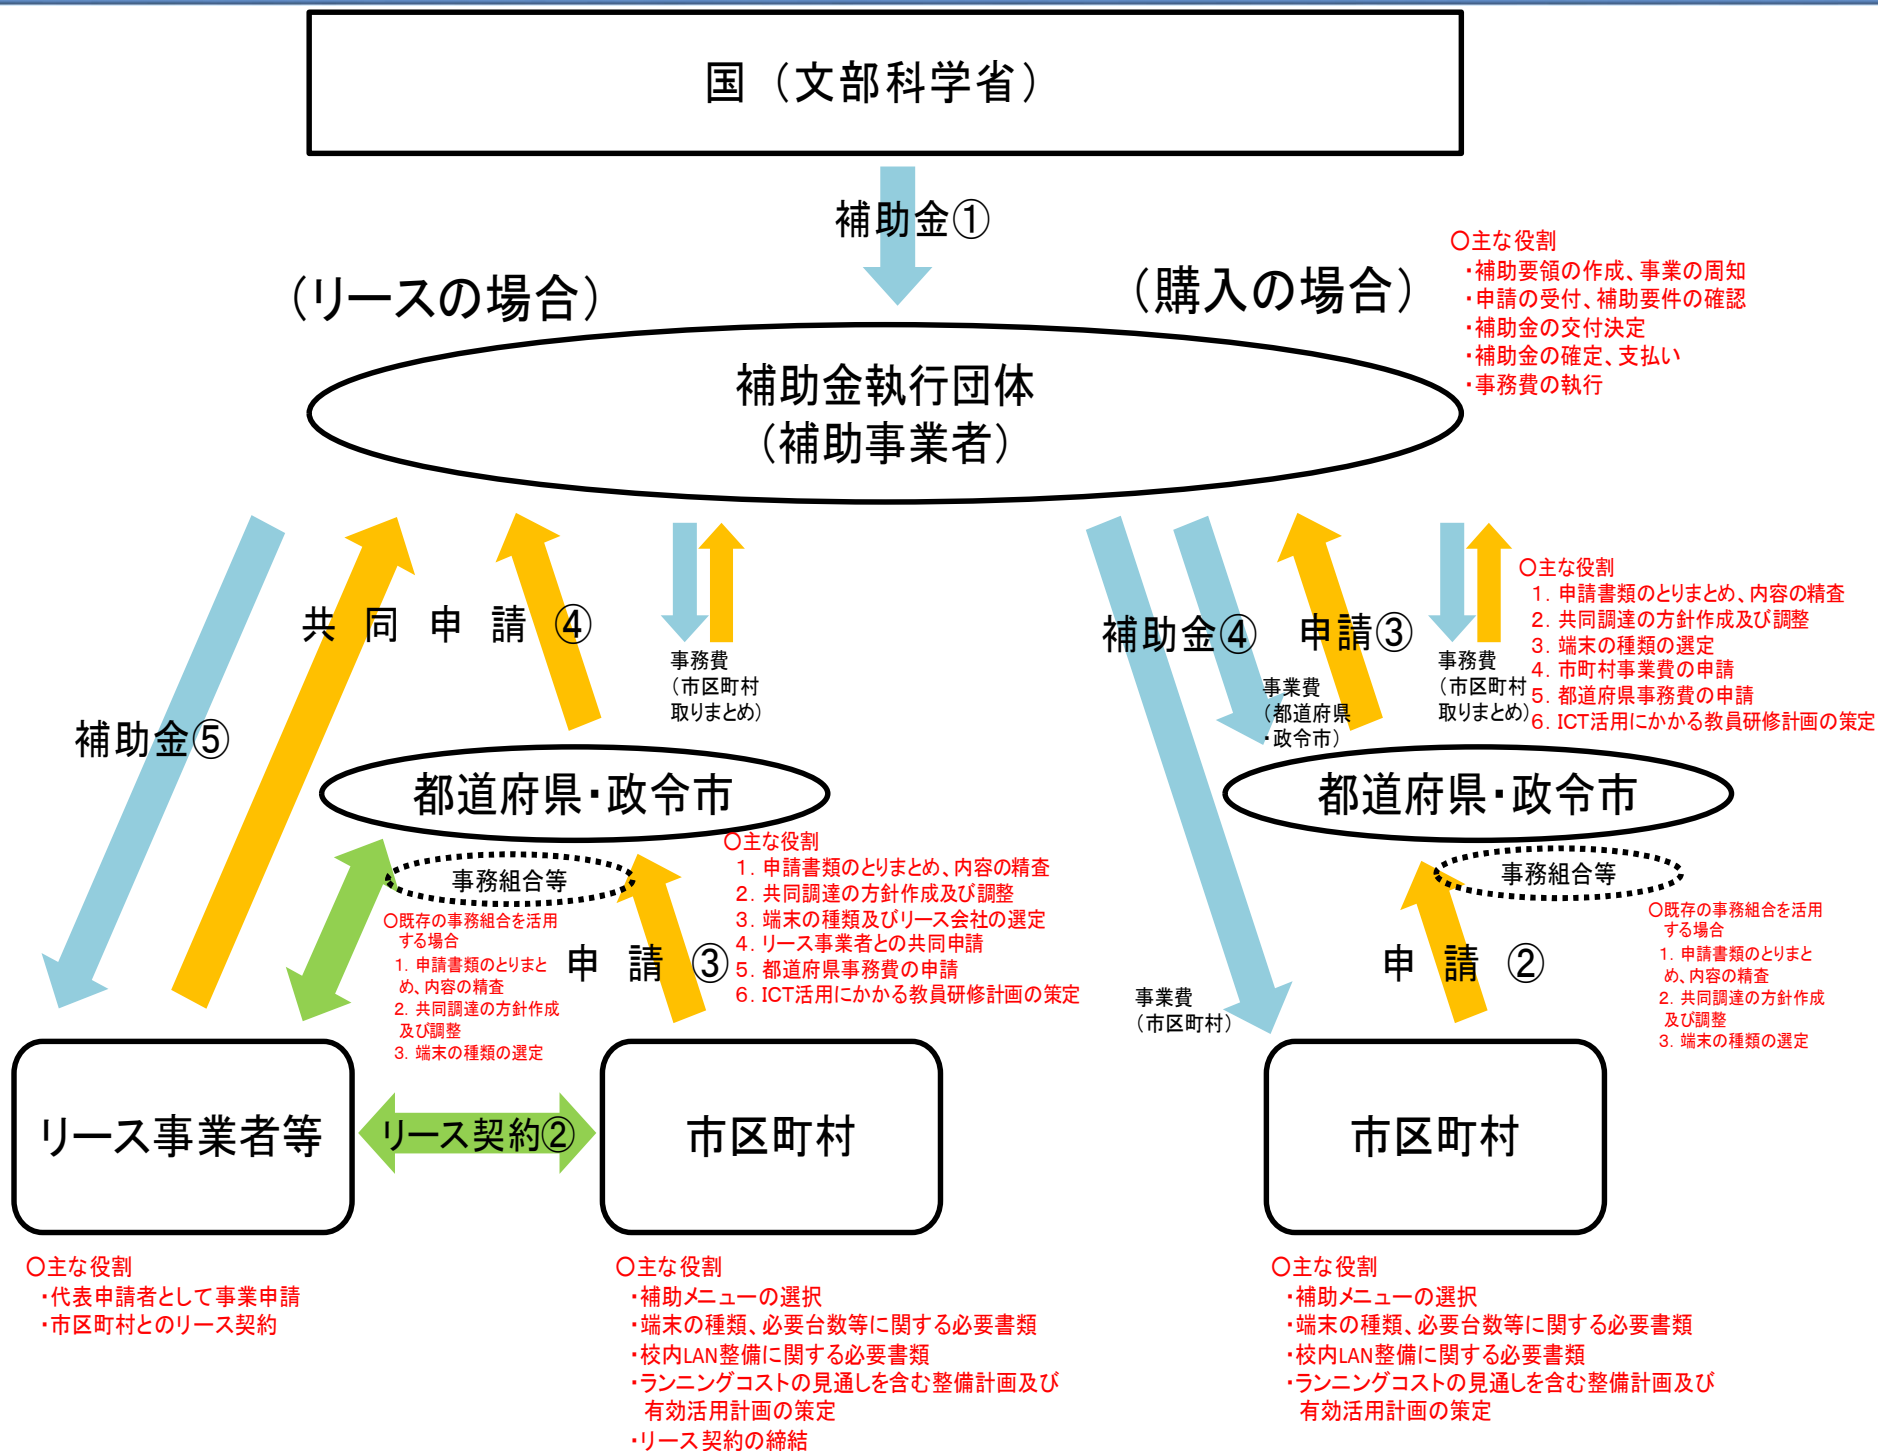 国（文部科学省）
補助金①
（リースの場合）
（購入の場合）
〇主な役割
・補助要領の作成、事業の周知
・申請の受付、補助要件の確認
・補助金の交付決定
・補助金の確定、支払い
・事務費の執行
補助金執行団体
（補助事業者）
共同申請④
補助金⑤
事務費
（市区町村
取りまとめ）
補助金④
申請③
事業費
（都道府県
・政令市）
事務費
（市区町村
取りまとめ）
〇主な役割
1．申請書類のとりまとめ、内容の精査
2．共同調達の方針作成及び調整
3．端末の種類の選定
4．市町村事業費の申請
5．都道府県事務費の申請
6．ICT活用にかかる教員研修計画の策定
都道府県・政令市
事務組合等
〇既存の事務組合を活用
する場合
1．申請書類のとりまと
め、内容の精査
2．共同調達の方針作成
及び調整
3．端末の種類の選定
申請③
〇主な役割
1．申請書類のとりまとめ、内容の精査
2．共同調達の方針作成及び調整
3．端末の種類及びリース会社の選定
4．リース事業者との共同申請
5．都道府県事務費の申請
6．ICT活用にかかる教員研修計画の策定
都道府県・政令市
事務組合等
申請②
〇既存の事務組合を活用
する場合
1．申請書類のとりまと
め、内容の精査
2．共同調達の方針作成
及び調整
3．端末の種類の選定
事業費
（市区町村）
リース事業者等
リース契約②
市区町村
市区町村
〇主な役割
・代表申請者として事業申請
・市区町村とのリース契約
〇主な役割
・補助メニューの選択
・端末の種類、必要台数等に関する必要書類
・校内LAN整備に関する必要書類
・ランニングコストの見通しを含む整備計画及び
有効活用計画の策定
・リース契約の締結
〇主な役割
・補助メニューの選択
・端末の種類、必要台数等に関する必要書類
・校内LAN整備に関する必要書類
・ランニングコストの見通しを含む整備計画及び
有効活用計画の策定